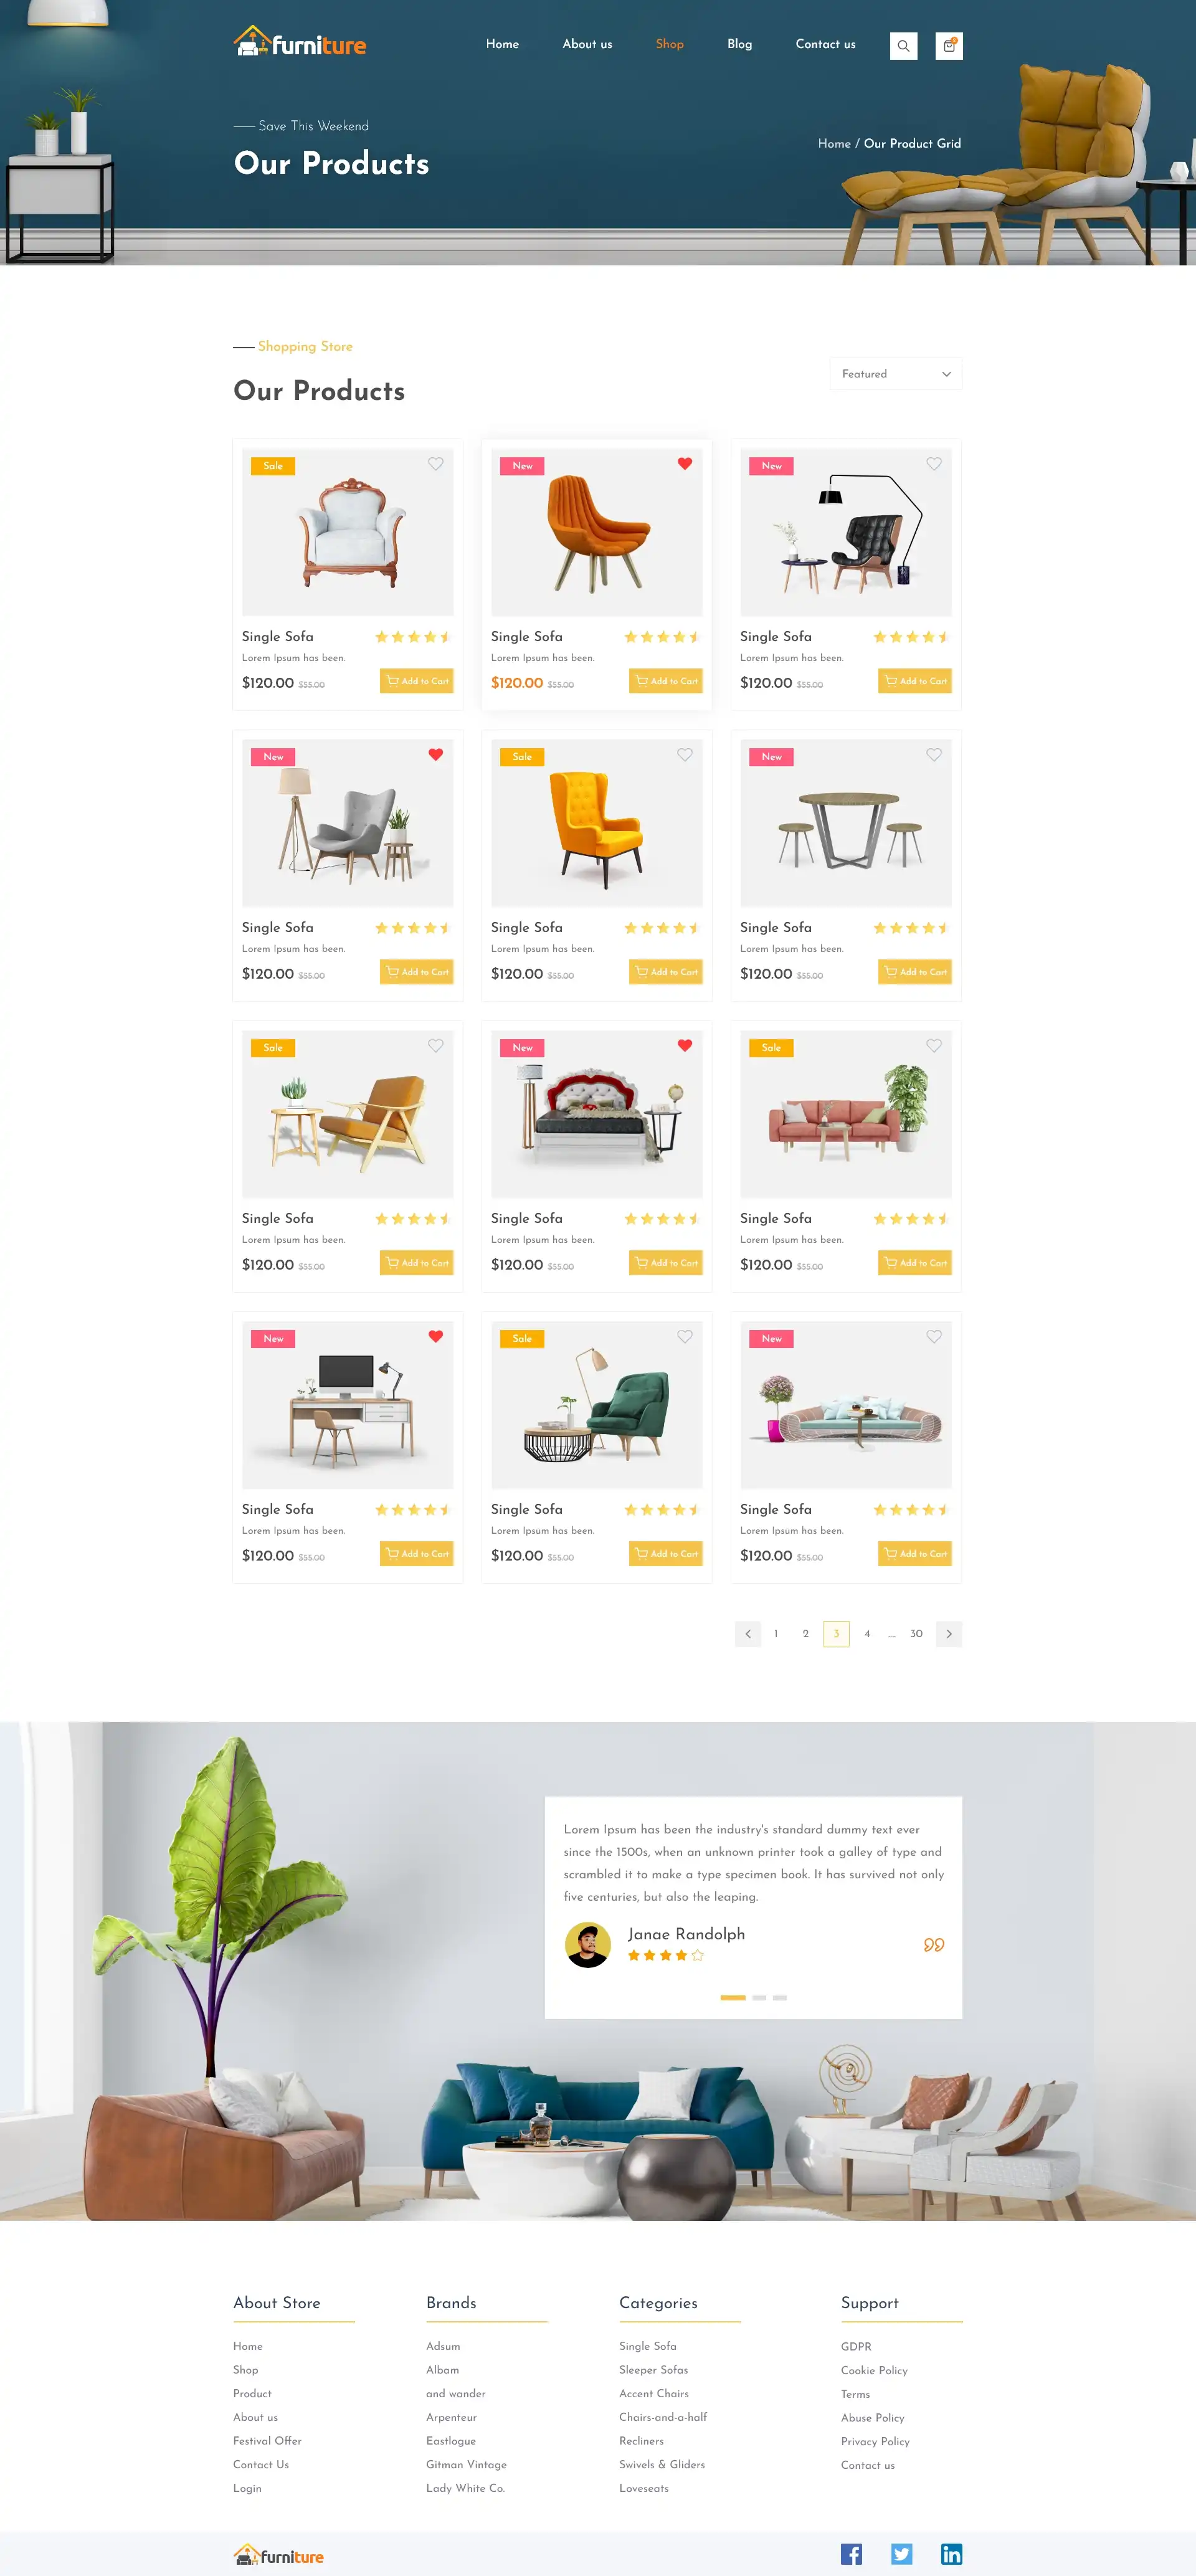 furniture
Home
About us
Shop
Blog
Contact us
Save This Weekend
Our Products
Home / Our Product Grid
Shopping Store
Our Products
Featured
Sale
New
New
Single Sofa
Lorem Ipsum has been.
$120.00 $55.00
Add to Cart
Single Sofa
Lorem Ipsum has been.
$120.00 $55.00
Add to Cart
Single Sofa
Lorem Ipsum has been.
$120.00 $55.00
Add to Cart
New
Sale
New
Single Sofa
Lorem Ipsum has been.
$120.00 $55.00
Add to Cart
Single Sofa
Lorem Ipsum has been.
$120.00 $55.00
Add to Cart
Single Sofa
Lorem Ipsum has been.
$120.00 $55.00
Add to Cart
Sale
New
Sale
Single Sofa
Lorem Ipsum has been.
$120.00 $55.00
Add to Cart
Single Sofa
Lorem Ipsum has been.
$120.00 $55.00
Add to Cart
Single Sofa
Lorem Ipsum has been.
$120.00 $55.00
Add to Cart
New
Sale
New
Single Sofa
Lorem Ipsum has been.
$120.00 $55.00
Add to Cart
Single Sofa
Lorem Ipsum has been.
$120.00 $55.00
Add to Cart
Single Sofa
Lorem Ipsum has been.
$120.00 $55.00
Add to Cart
1 2 3 4 .... 30
Lorem Ipsum has been the industry's standard dummy text ever
since the 1500s, when an unknown printer took a galley of type and
scrambled it to make a type specimen book. It has survived not only
five centuries, but also the leaping.
Janae Randolph
About Store
Home
Shop
Product
About us
Festival Offer
Contact Us
Login
Brands
Adsum
Albam
and wander
Arpenteur
Eastlogue
Gitman Vintage
Lady White Co.
Categories
Single Sofa
Sleeper Sofas
Accent Chairs
Chairs-and-a-half
Recliners
Swivels & Gliders
Loveseats
Support
GDPR
Cookie Policy
Terms
Abuse Policy
Privacy Policy
Contact us
furniture